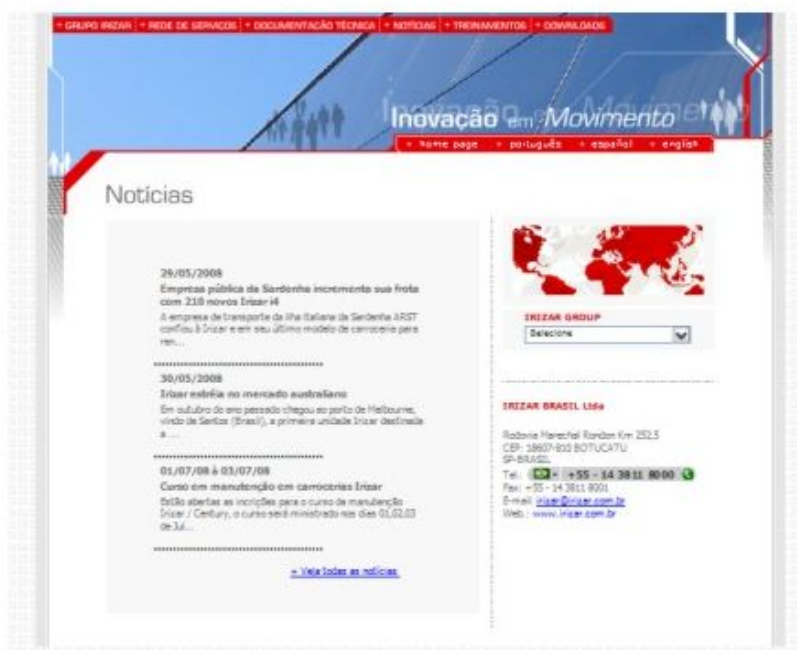 + GRUPO IRIZAR + REDE DE SERVIÇOS + DOCUMENTAÇÃO TÉCNICA + NOTÍCIAS + TREINAMENTOS + DOWNLOADS
Inovação em Movimento
+ home page + português + español + english
Notícias
29/05/2008
Empresa pública da Sardenha incrementa sua frota
com 210 novos Irizar i4
A empresa de transporte da ilha italiana da Sardenha ARST
confiou à Irizar e em seu último modelo de carroceria para
ren...
30/05/2008
Irizar estréia no mercado australiano
Em outubro do ano passado chegou ao porto de Melbourne,
vindo de Santos (Brasil), a primeira unidade Irizar destinada
a ...
01/07/08 à 03/07/08
Curso em manutenção em carrocerias Irizar
Estão abertas as incrições para o curso de manutenção
Irizar / Century, o curso será ministrado nos dias 01,02,03
de Jul...
+ Veja todas as notícias
IRIZAR GROUP
Selecione
IRIZAR BRASIL Ltda
Rodovia Marechal Rondon Km 252,5
CEP: 18607-810 BOTUCATU
SP-BRASIL
Tel.: +55 - 14 3811 8000
Fax: +55 - 14 3811 8001
E-mail: irizar@irizar.com.br
Web.: www.irizar.com.br